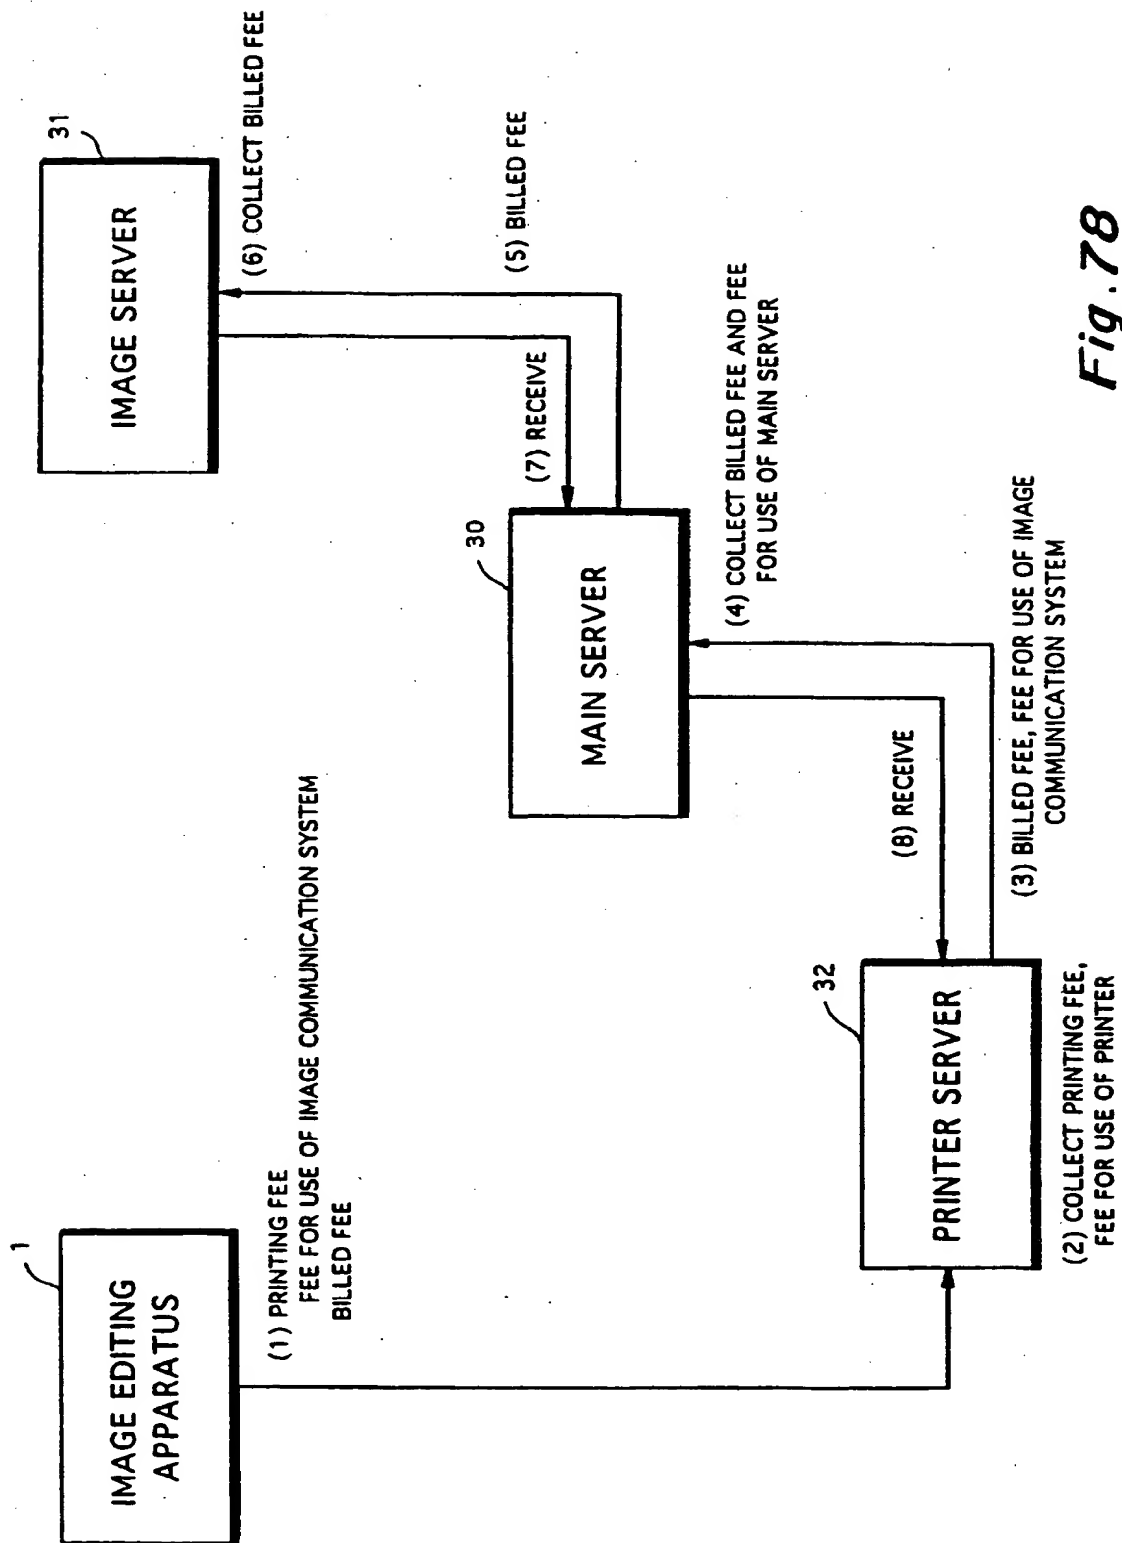 1
IMAGE EDITING
APPARATUS
(1) PRINTING FEE
FEE FOR USE OF IMAGE COMMUNICATION SYSTEM
BILLED FEE
32
PRINTER SERVER
(2) COLLECT PRINTING FEE,
FEE FOR USE OF PRINTER
(3) BILLED FEE, FEE FOR USE OF IMAGE
COMMUNICATION SYSTEM
(8) RECEIVE
30
MAIN SERVER
(4) COLLECT BILLED FEE AND FEE
FOR USE OF MAIN SERVER
(7) RECEIVE
(5) BILLED FEE
31
IMAGE SERVER
(6) COLLECT BILLED FEE
Fig.78